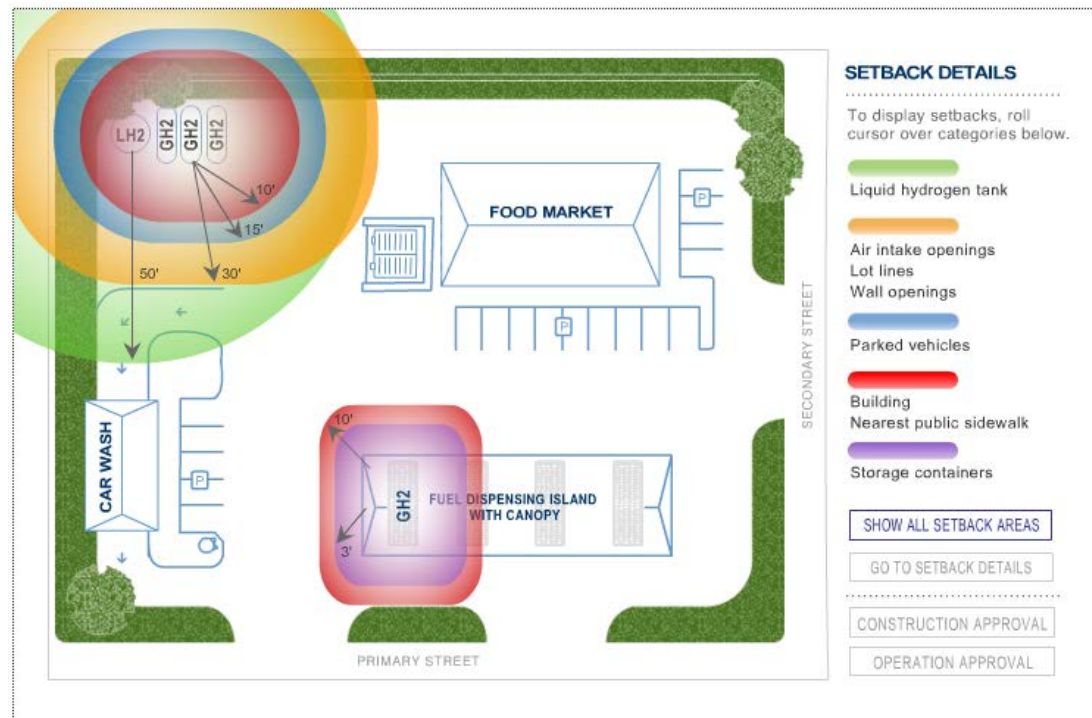 SETBACK DETAILS
To display setbacks, roll
cursor over categories below.
Liquid hydrogen tank
Air intake openings
Lot lines
Wall openings
Parked vehicles
Building
Nearest public sidewalk
Storage containers
SHOW ALL SETBACK AREAS
GO TO SETBACK DETAILS
CONSTRUCTION APPROVAL
OPERATION APPROVAL
LH2
GH2
GH2
GH2
10'
15'
30'
50'
FOOD MARKET
P
P
SECONDARY STREET
CAR WASH
P
10'
3'
GH2
FUEL DISPENSING ISLAND
WITH CANOPY
PRIMARY STREET